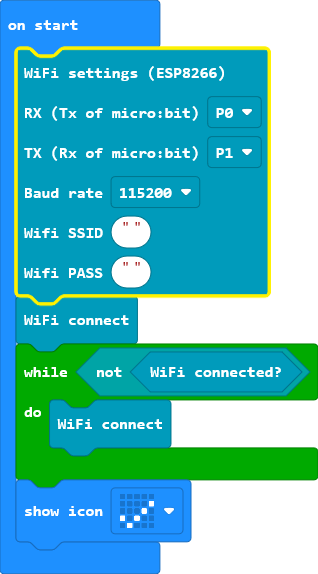 on start
WiFi settings (ESP8266)
RX (Tx of micro:bit) P0
TX (Rx of micro:bit) P1
Baud rate 115200
Wifi SSID " "
Wifi PASS " "
WiFi connect
while not WiFi connected?
do
WiFi connect
show icon